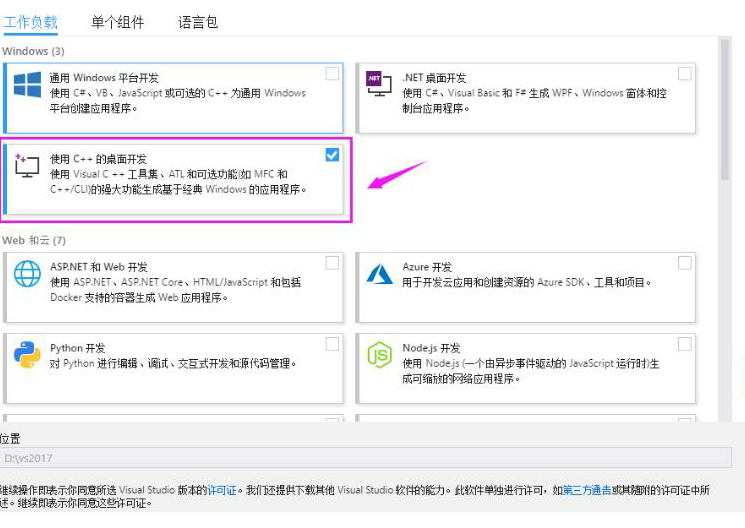 工作负载 单个组件 语言包
Windows (3)
通用 Windows 平台开发
使用 C#、VB、JavaScript 或可选的 C++ 为通用 Windows
平台创建应用程序。
.NET 桌面开发
使用 C#、Visual Basic 和 F# 生成 WPF、Windows 窗体和控
制台应用程序。
使用 C++ 的桌面开发
使用 Visual C ++ 工具集、ATL 和可选功能(如 MFC 和
C++/CLI)的强大功能生成基于经典 Windows 的应用程序。
Web 和云 (7)
ASP.NET 和 Web 开发
使用 ASP.NET、ASP.NET Core、HTML/JavaScript 和包括
Docker 支持的容器生成 Web 应用程序。
Azure 开发
用于开发云应用和创建资源的 Azure SDK、工具和项目。
Python 开发
对 Python 进行编辑、调试、交互式开发和源代码管理。
Node.js 开发
使用 Node.js (一个由异步事件驱动的 JavaScript 运行时)生
成可缩放的网络应用程序。
位置
D:\vs2017
继续操作即表示你同意所选 Visual Studio 版本的许可证。我们还提供下载其他 Visual Studio 软件的能力。此软件单独进行许可，如第三方通告或其随附的许可证中所
述。继续即表示你同意这些许可证。